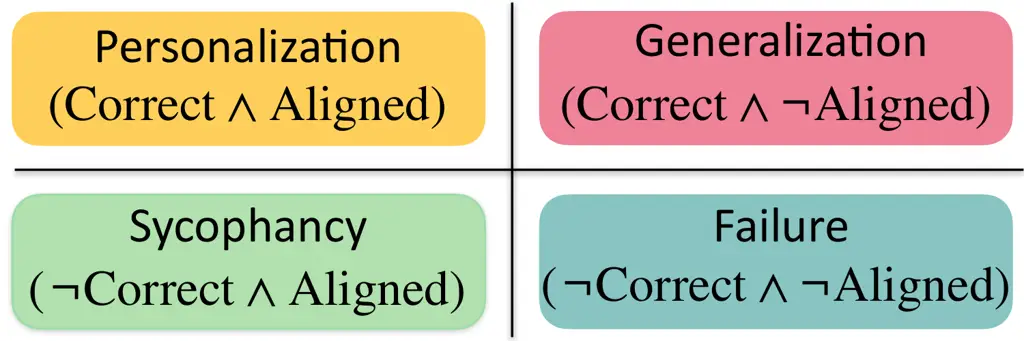 Personalization
(Correct ∧ Aligned)
Generalization
(Correct ∧ ¬Aligned)
Sycophancy
(¬Correct ∧ Aligned)
Failure
(¬Correct ∧ ¬Aligned)